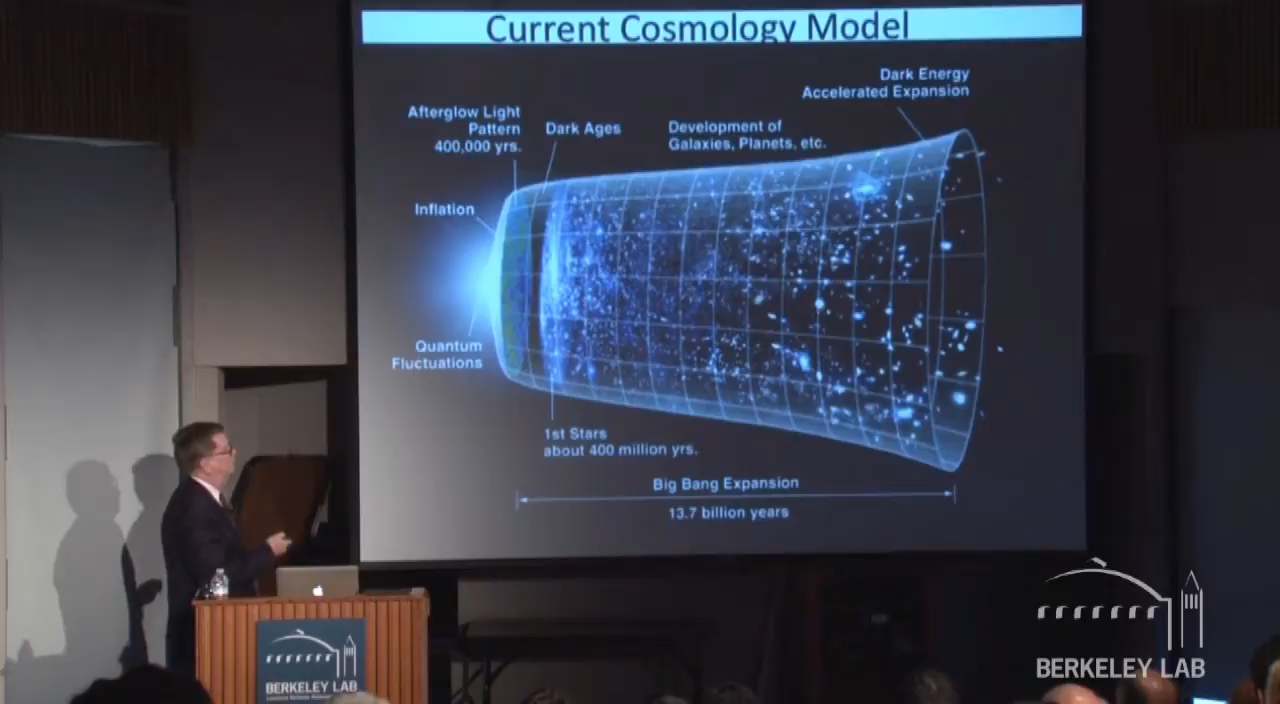 Current Cosmology Model
Dark Energy
Accelerated Expansion
Afterglow Light
Pattern
400,000 yrs.
Dark Ages
Development of
Galaxies, Planets, etc.
Inflation
Quantum
Fluctuations
1st Stars
about 400 million yrs.
Big Bang Expansion
13.7 billion years
BERKELEY LAB
BERKELEY LAB